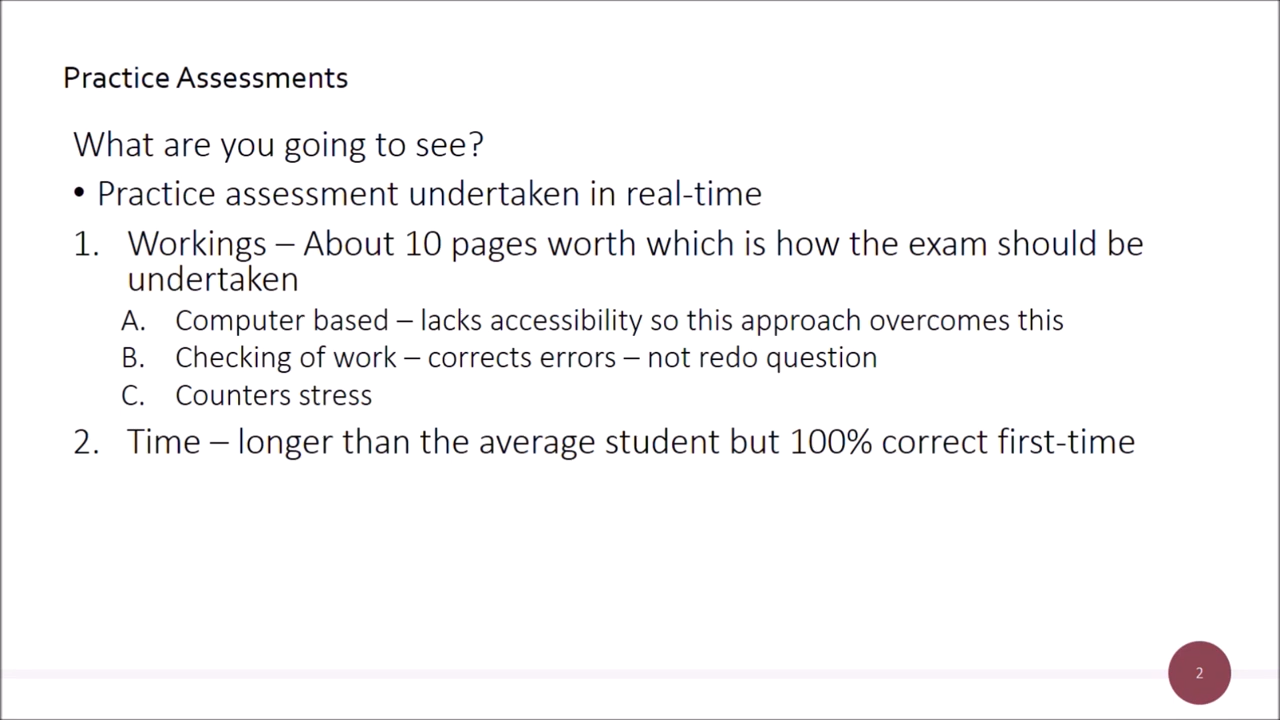 Practice Assessments
What are you going to see?
• Practice assessment undertaken in real-time
1. Workings – About 10 pages worth which is how the exam should be
undertaken
A. Computer based – lacks accessibility so this approach overcomes this
B. Checking of work – corrects errors – not redo question
C. Counters stress
2. Time – longer than the average student but 100% correct first-time
2